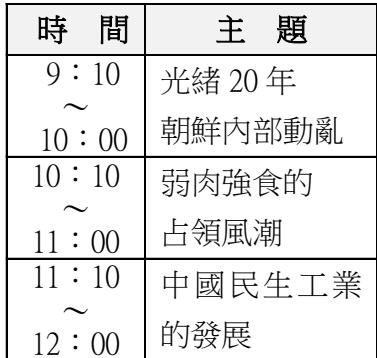 時 間
主 題
9：10
～
10：00
光緒 20 年
朝鮮內部動亂
10：10
～
11：00
弱肉強食的
占領風潮
11：10
～
12：00
中國民生工業
的發展